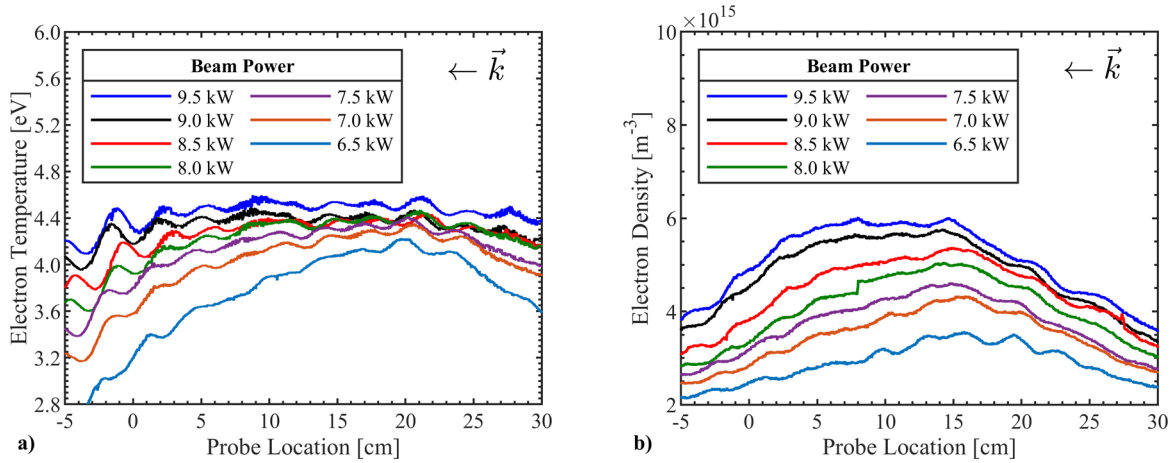 6.0
5.6
5.2
4.8
4.4
4.0
3.6
3.2
2.8
Electron Temperature [eV]
Beam Power
9.5 kW 7.5 kW
9.0 kW 7.0 kW
8.5 kW 6.5 kW
8.0 kW
← k⃗
-5 0 5 10 15 20 25 30
Probe Location [cm]
a)
×10^15
10
8
6
4
2
Electron Density [m^-3]
Beam Power
9.5 kW 7.5 kW
9.0 kW 7.0 kW
8.5 kW 6.5 kW
8.0 kW
← k⃗
-5 0 5 10 15 20 25 30
Probe Location [cm]
b)